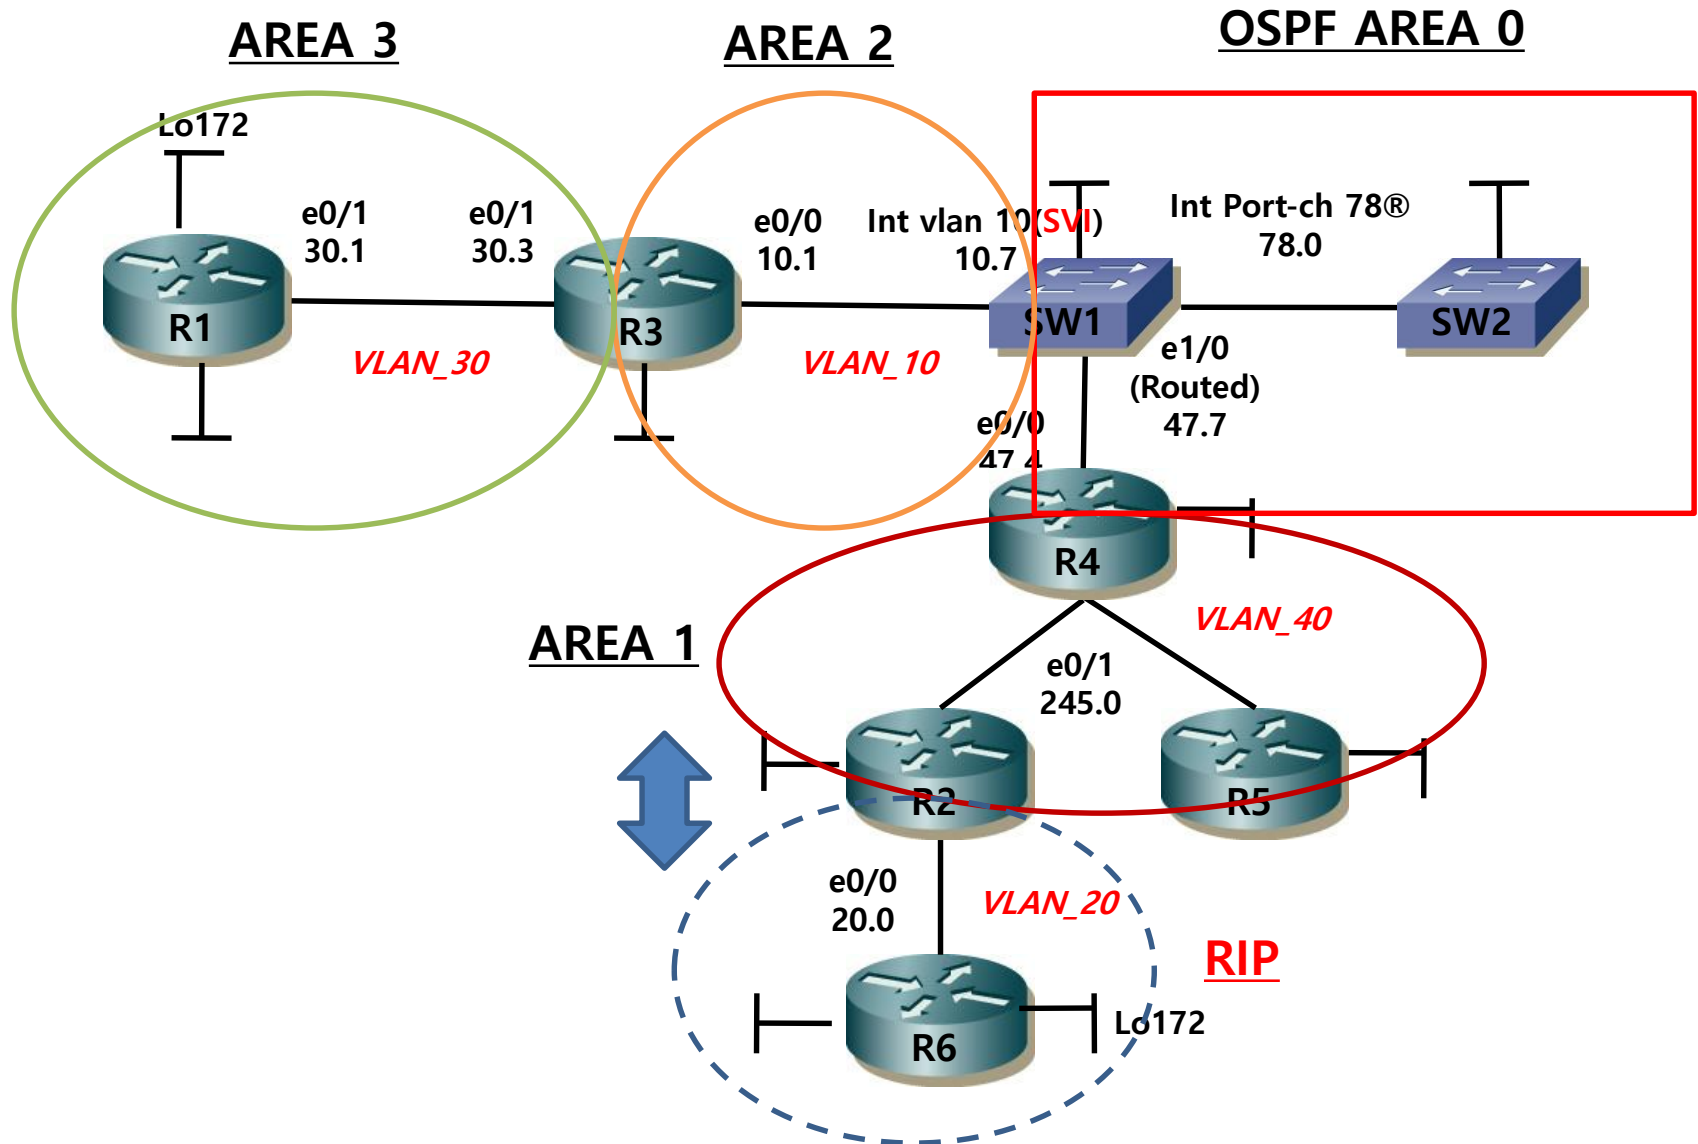 AREA 3
AREA 2
OSPF AREA 0
Lo172
e0/1
30.1
e0/1
30.3
e0/0
10.1
Int vlan 10(SVI)
10.7
Int Port-ch 78®
78.0
R1
R3
SW1
SW2
VLAN_30
VLAN_10
e1/0
(Routed)
47.7
e0/0
47.4
R4
VLAN_40
AREA 1
e0/1
245.0
R2
R5
e0/0
20.0
VLAN_20
RIP
R6
Lo172